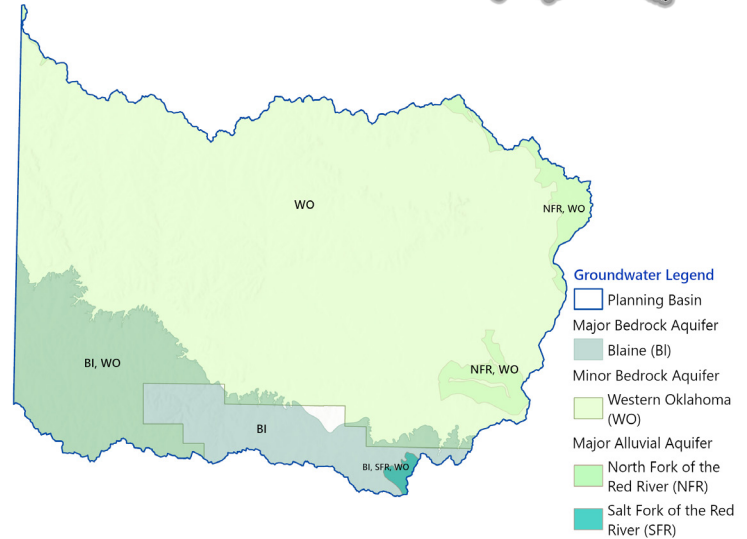 WO
NFR, WO
BI, WO
NFR, WO
BI
BI, SFR, WO
Groundwater Legend
Planning Basin
Major Bedrock Aquifer
Blaine (BI)
Minor Bedrock Aquifer
Western Oklahoma
(WO)
Major Alluvial Aquifer
North Fork of the
Red River (NFR)
Salt Fork of the Red
River (SFR)